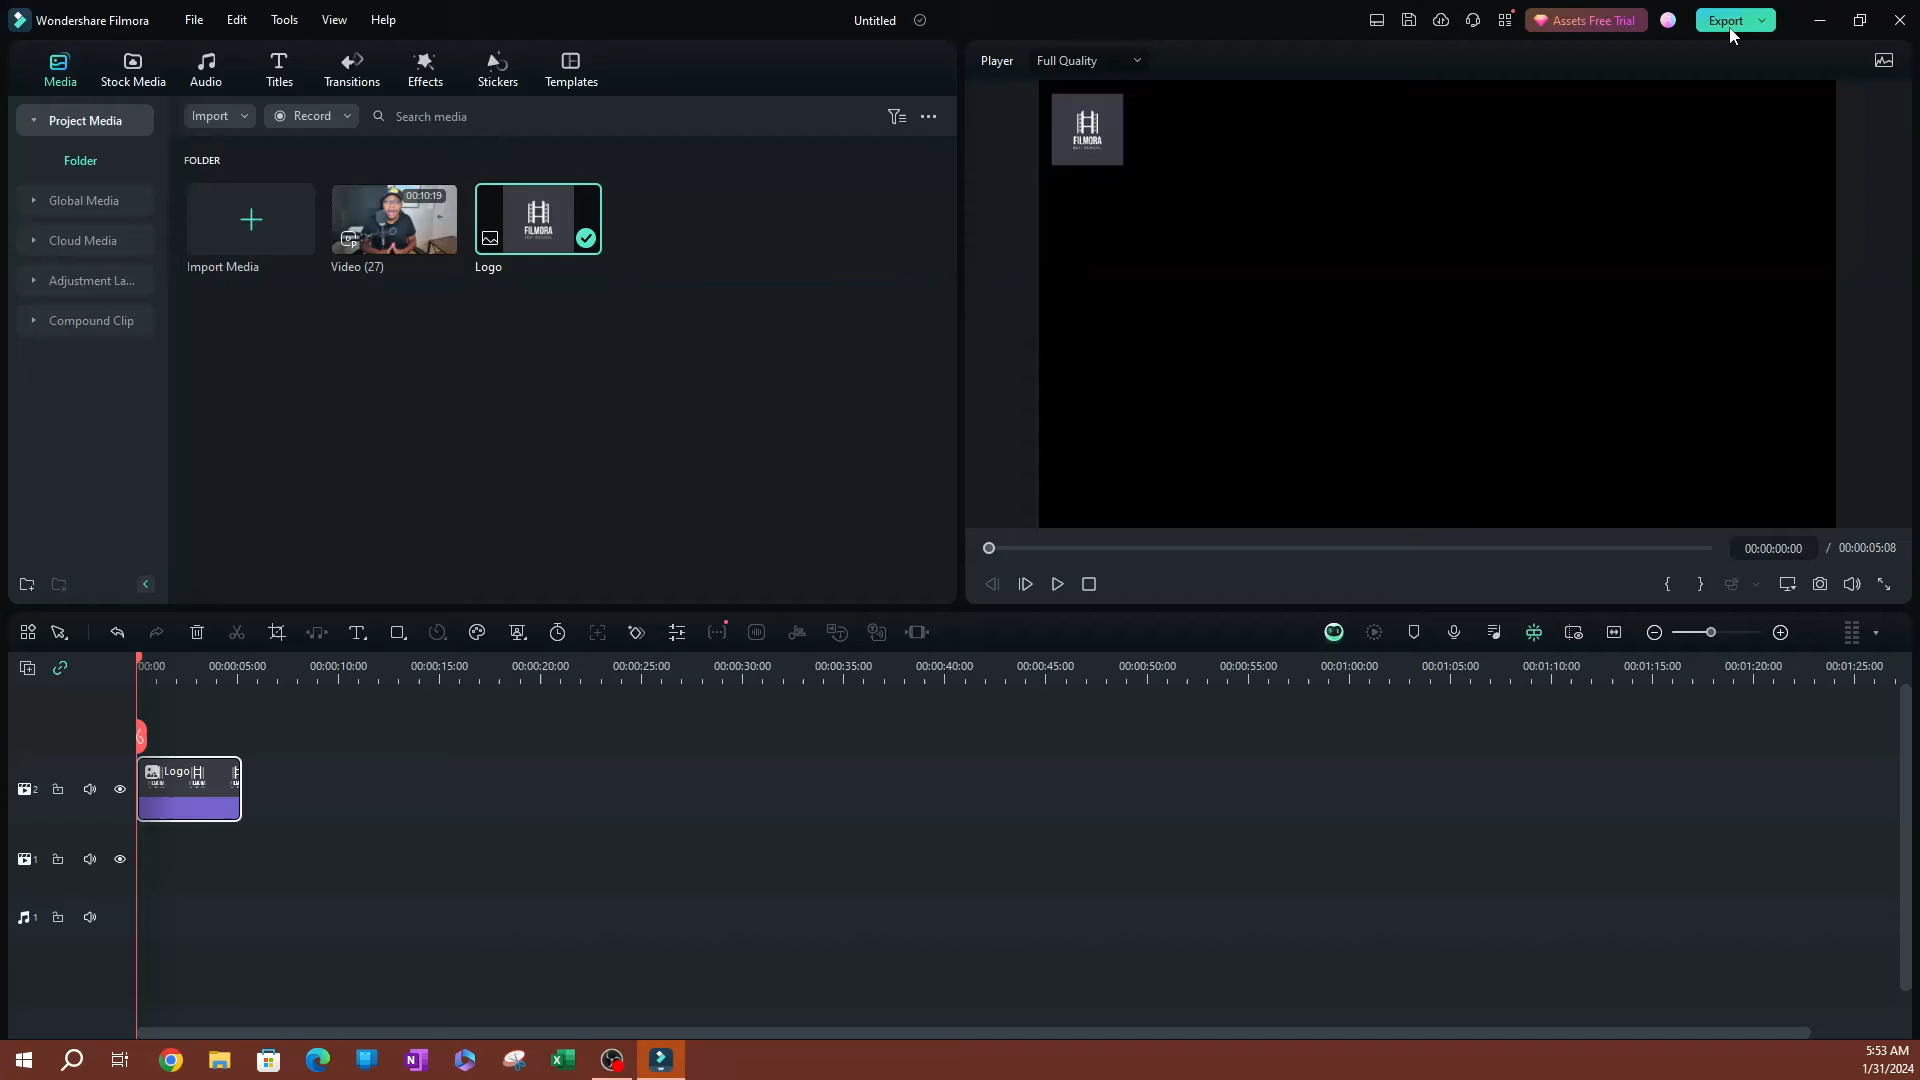 Wondershare Filmora
File
Edit
Tools
View
Help
Untitled
Assets Free Trial
Export
Media
Stock Media
Audio
Titles
Transitions
Effects
Stickers
Templates
Player
Full Quality
Project Media
Folder
Global Media
Cloud Media
Adjustment La...
Compound Clip
Import
Record
Search media
FOLDER
00:10:19
FILMORA
Import Media
Video (27)
Logo
FILMORA
00:00:00:00 / 00:00:05:08
00:00
00:00:05:00
00:00:10:00
00:00:15:00
00:00:20:00
00:00:25:00
00:00:30:00
00:00:35:00
00:00:40:00
00:00:45:00
00:00:50:00
00:00:55:00
00:01:00:00
00:01:05:00
00:01:10:00
00:01:15:00
00:01:20:00
00:01:25:00
Logo
2
1
1
5:53 AM
1/31/2024